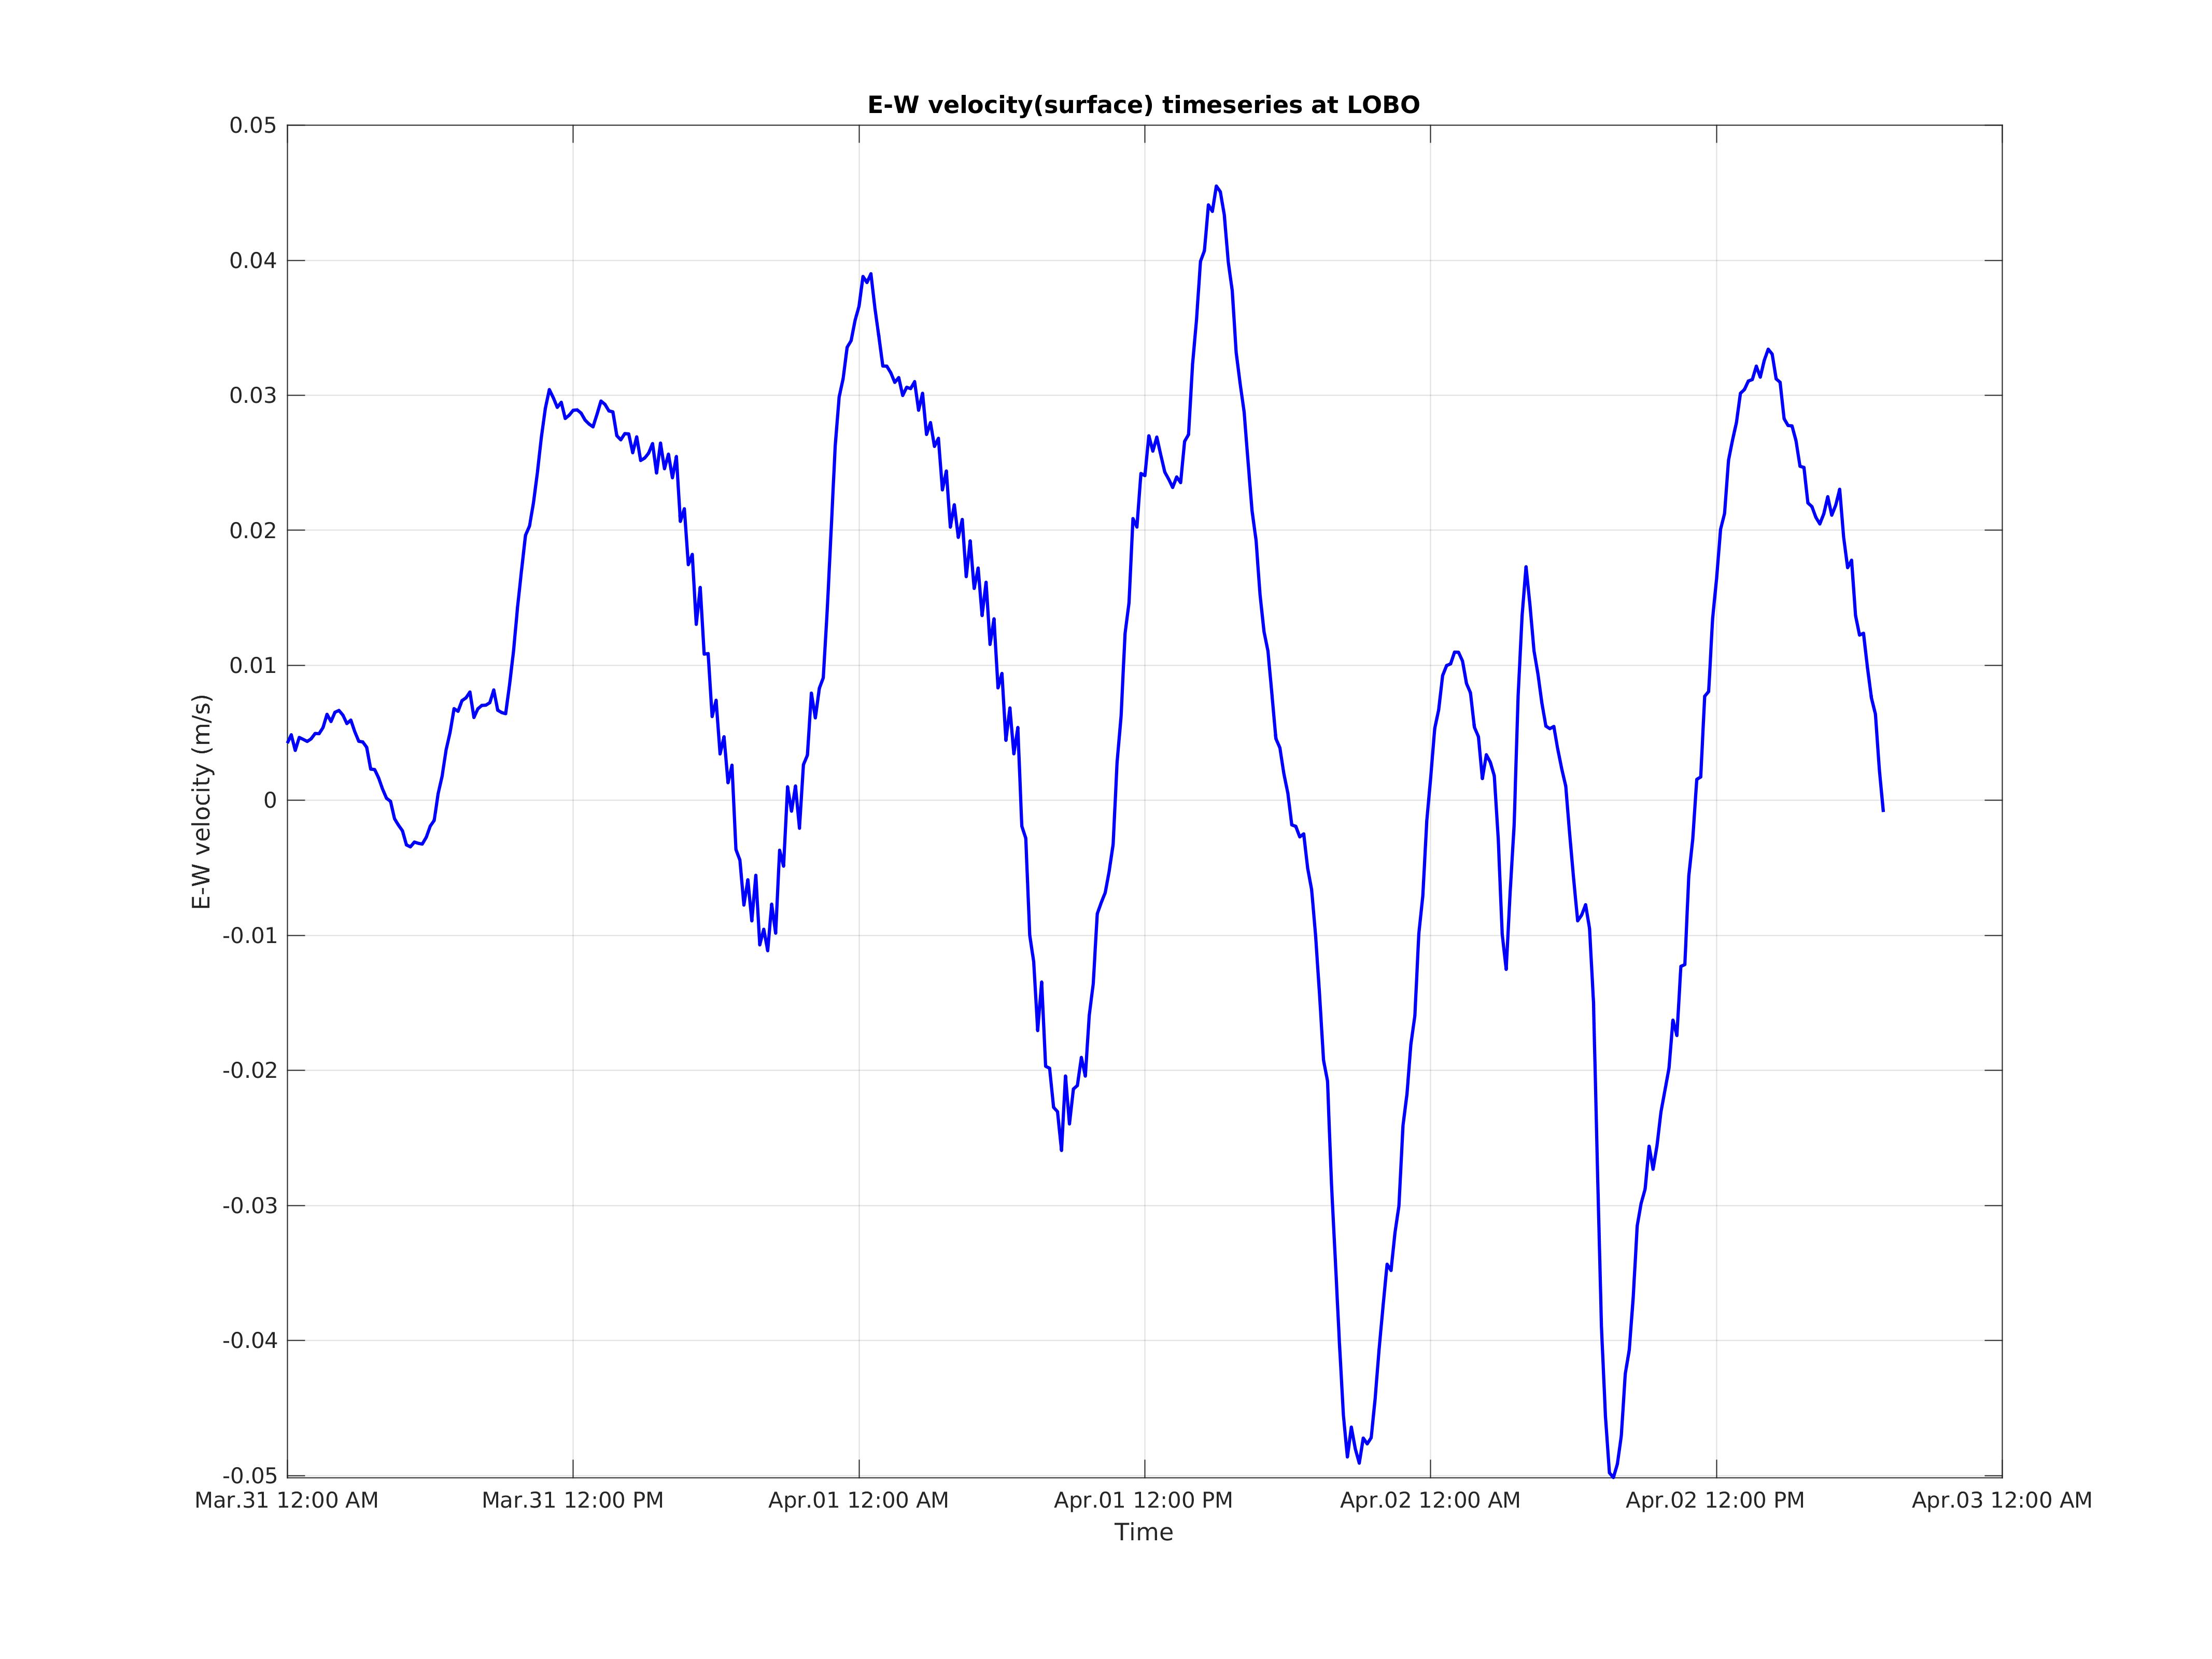 E-W velocity(surface) timeseries at LOBO
0.05
0.04
0.03
0.02
0.01
0
-0.01
-0.02
-0.03
-0.04
-0.05
E-W velocity (m/s)
Mar.31 12:00 AM
Mar.31 12:00 PM
Apr.01 12:00 AM
Apr.01 12:00 PM
Apr.02 12:00 AM
Apr.02 12:00 PM
Apr.03 12:00 AM
Time